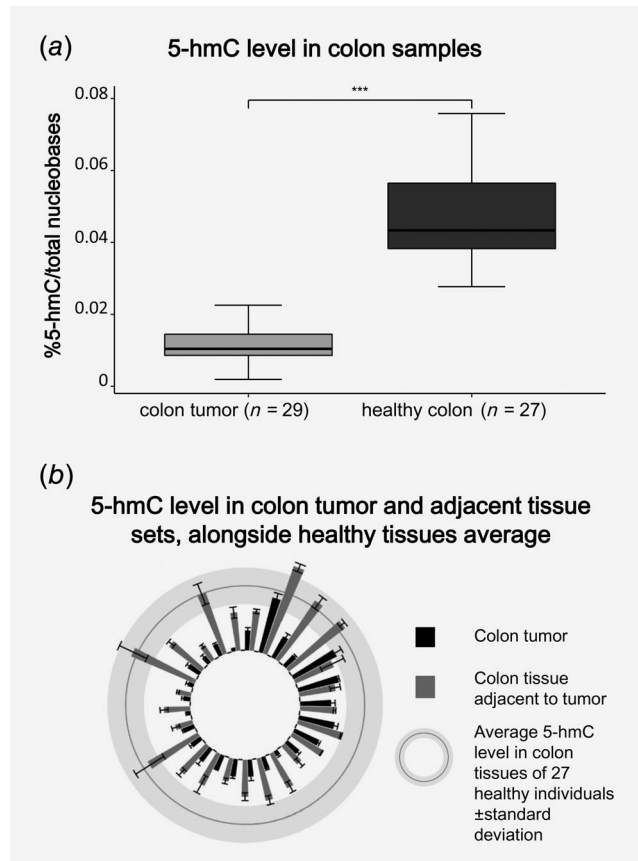 (a)
5-hmC level in colon samples
%5-hmC/total nucleobases
0.08
0.06
0.04
0.02
0
***
colon tumor (n = 29)
healthy colon (n = 27)
(b)
5-hmC level in colon tumor and adjacent tissue
sets, alongside healthy tissues average
Colon tumor
Colon tissue
adjacent to tumor
Average 5-hmC
level in colon
tissues of 27
healthy individuals
±standard
deviation